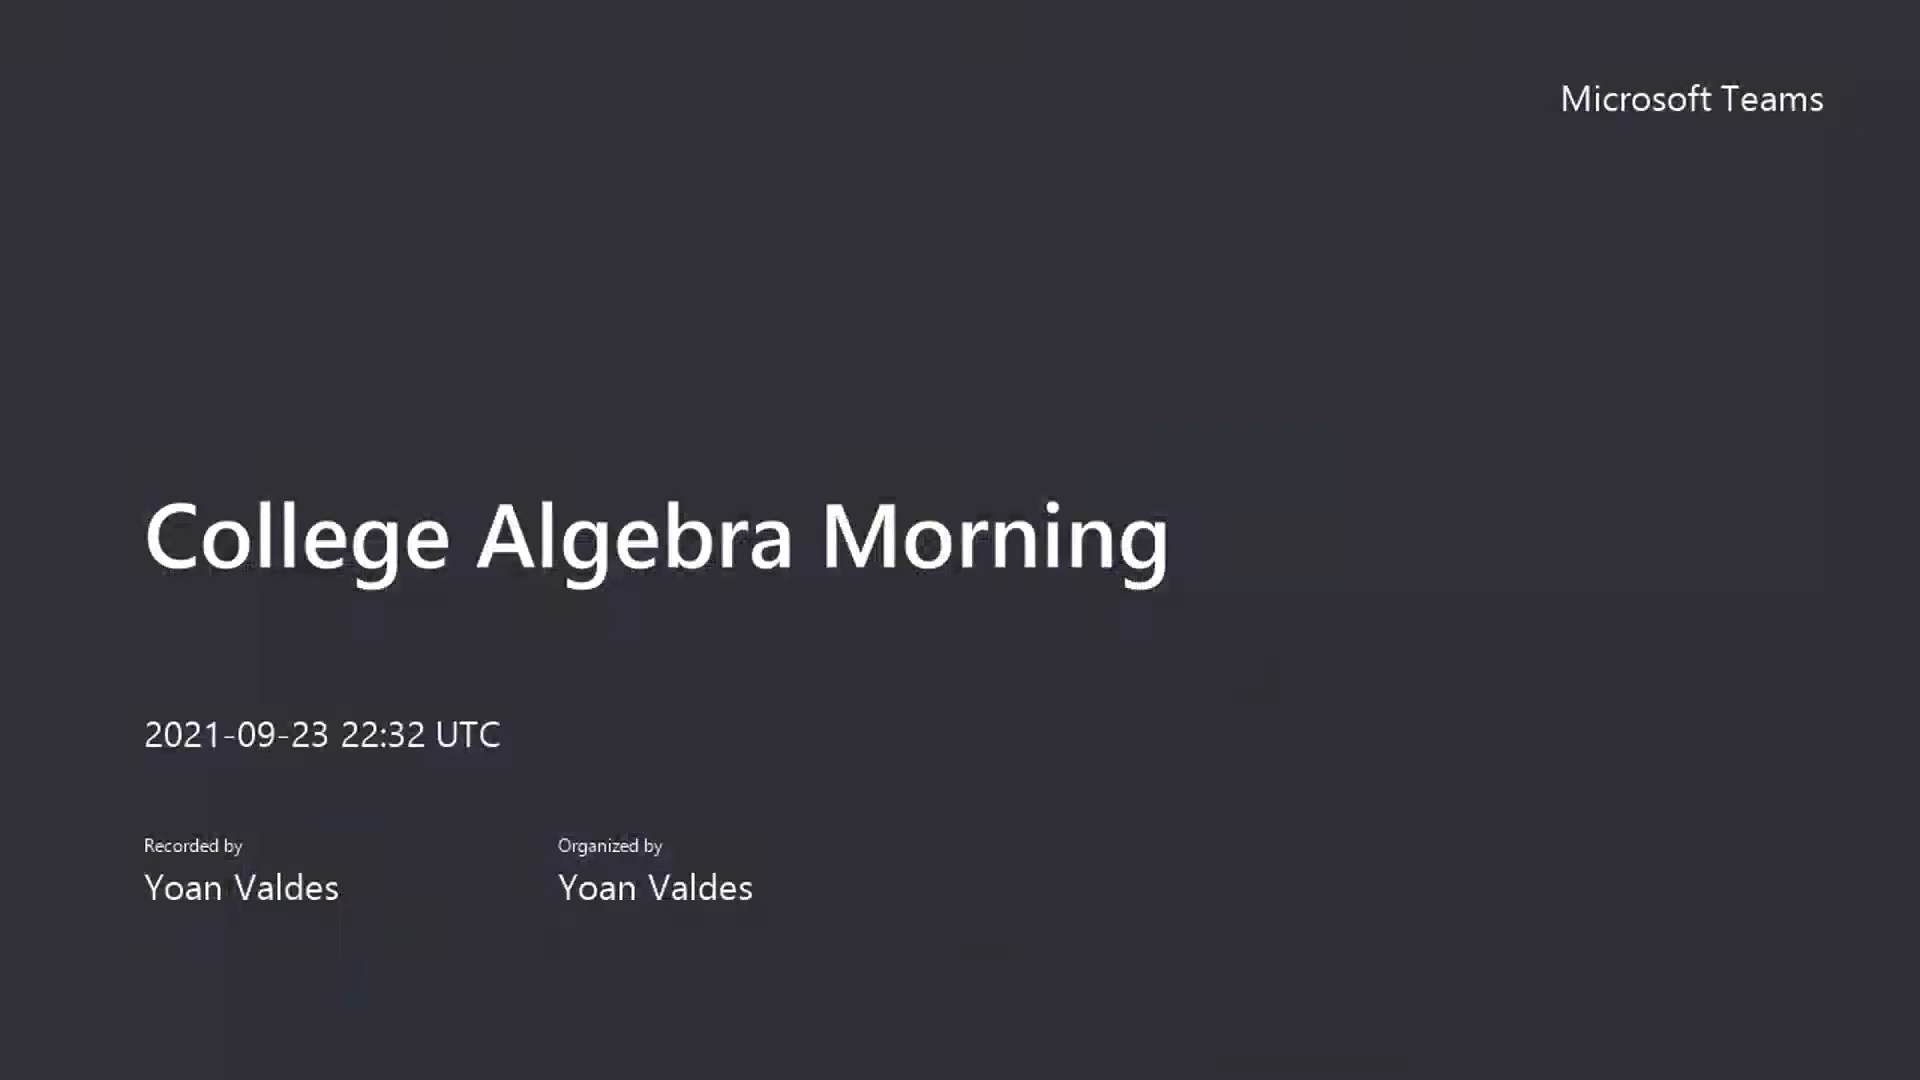 Microsoft Teams
College Algebra Morning
2021-09-23 22:32 UTC
Recorded by
Yoan Valdes
Organized by
Yoan Valdes